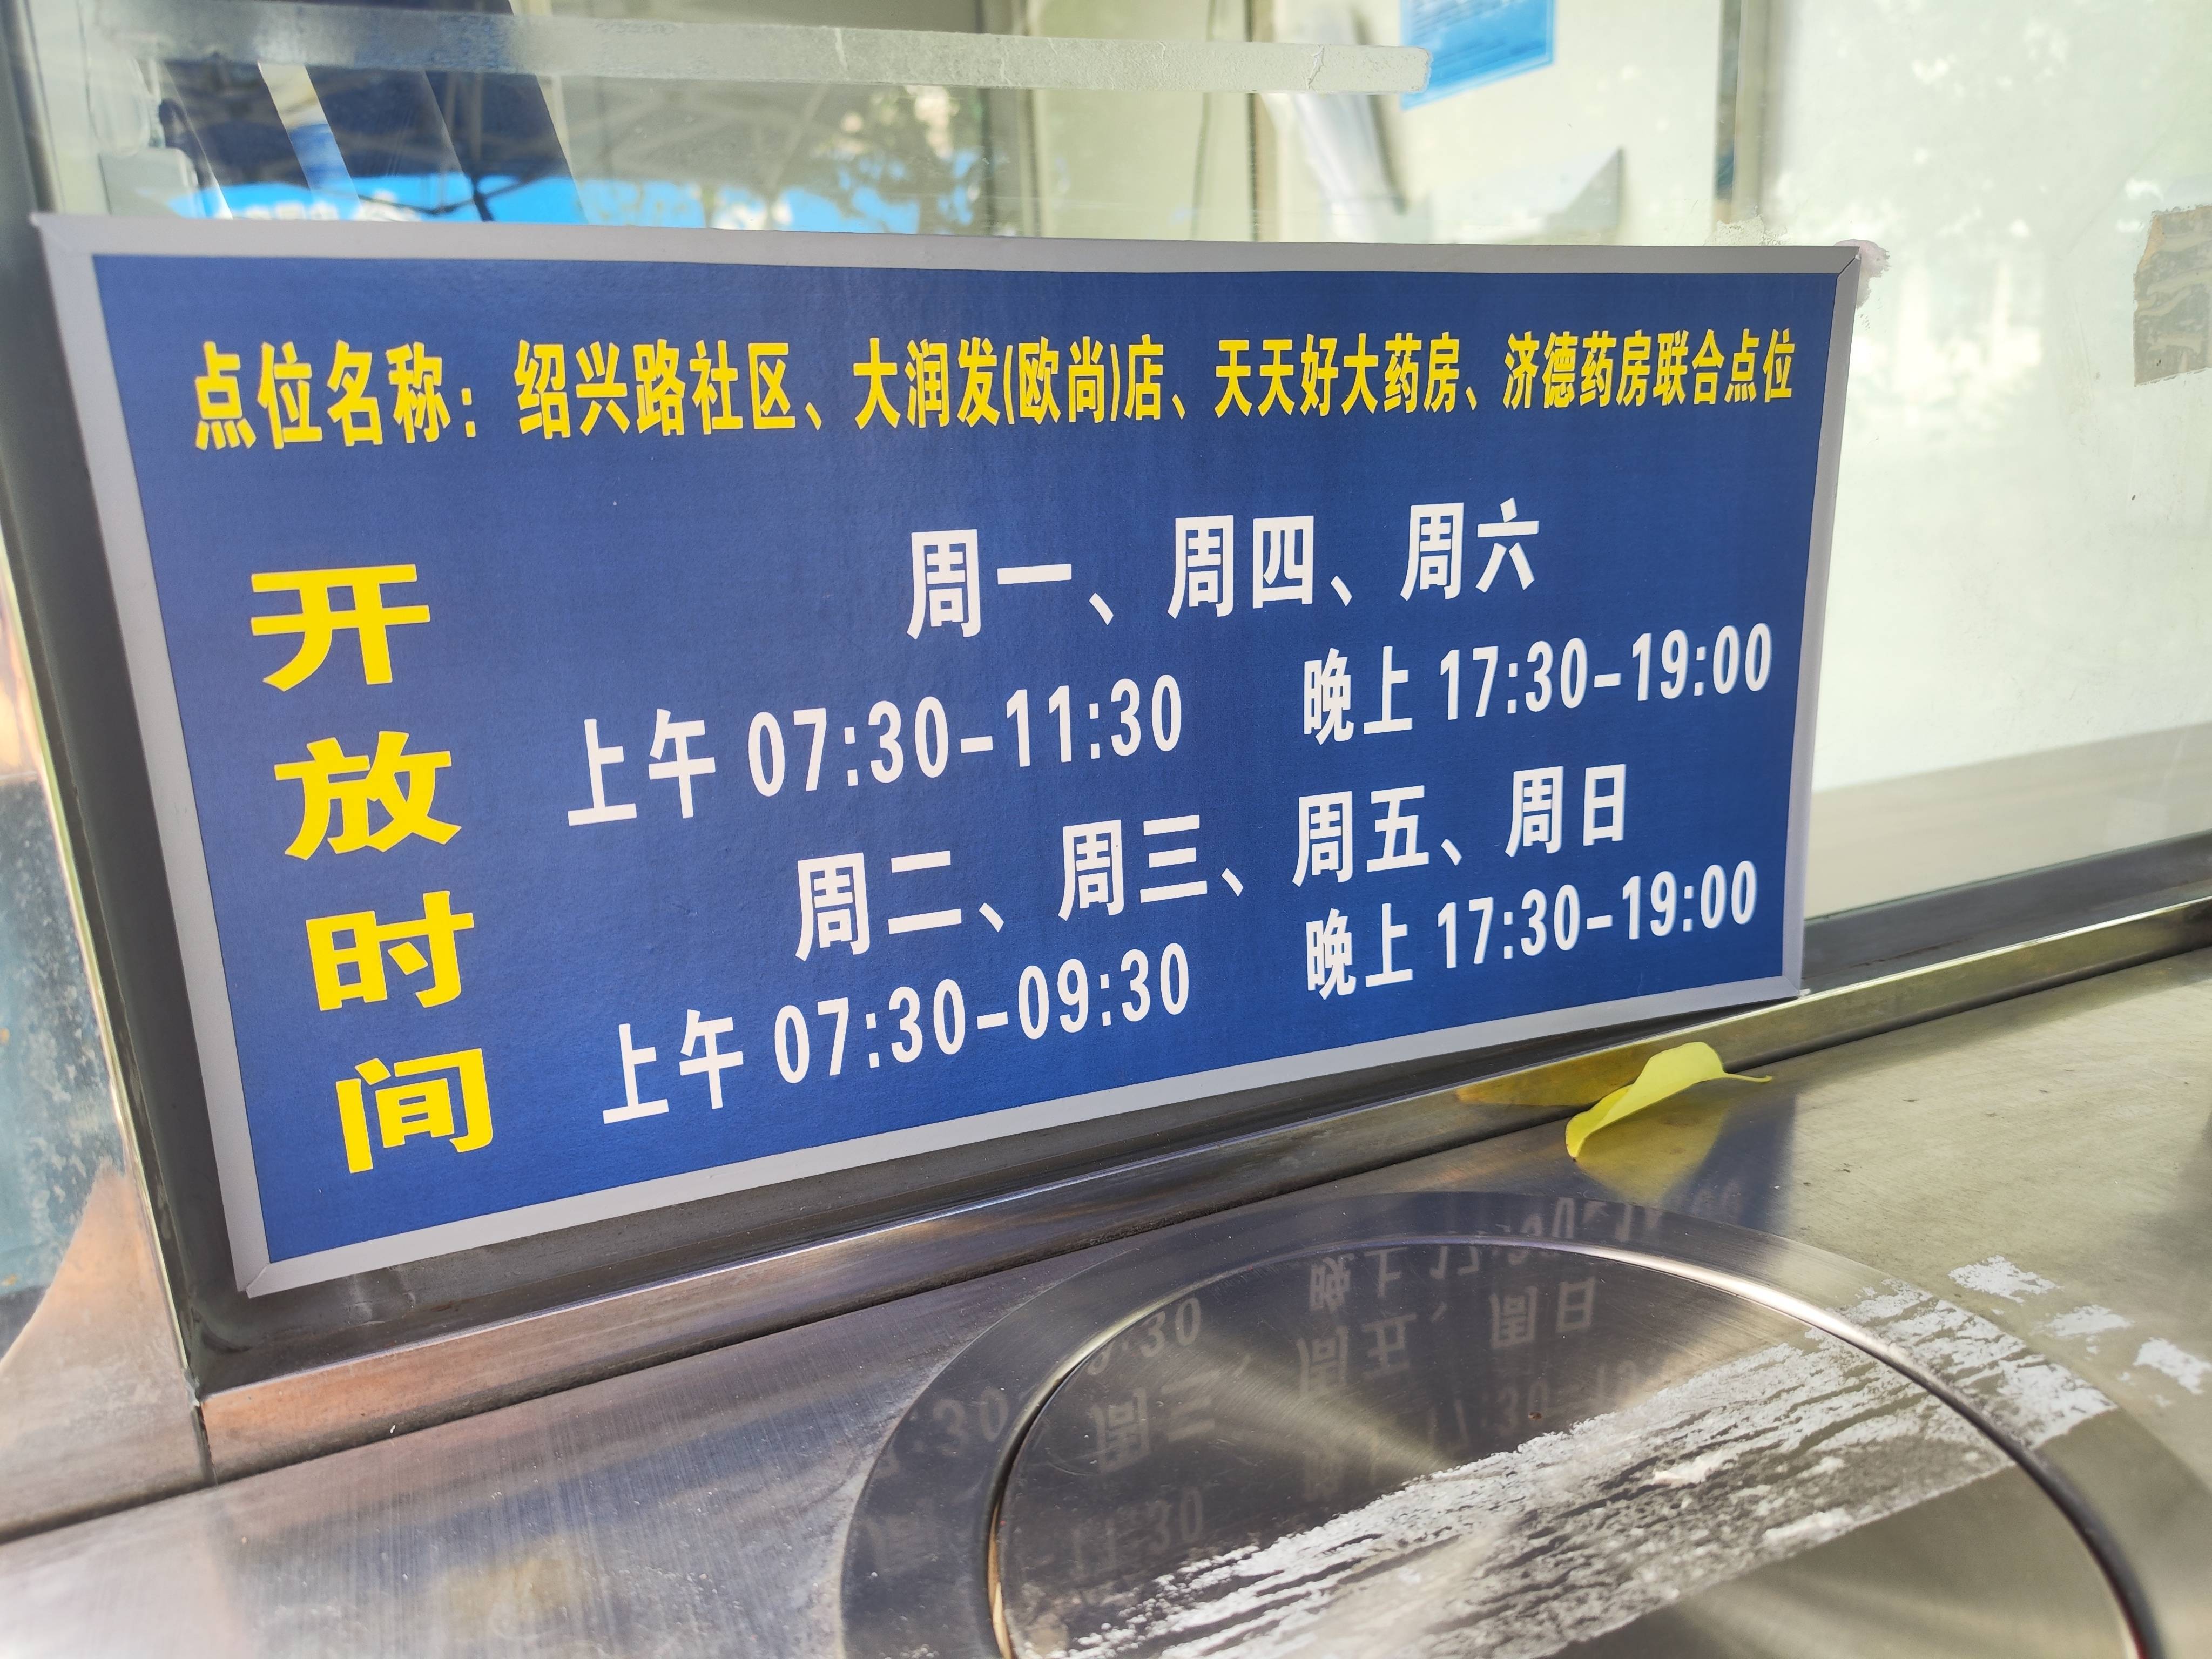 点位名称：绍兴路社区、大润发(欧尚)店、天天好大药房、济德药房联合点位
开放时间
周一、周四、周六
上午 07:30-11:30 晚上 17:30-19:00
周二、周三、周五、周日
上午 07:30-09:30 晚上 17:30-19:00